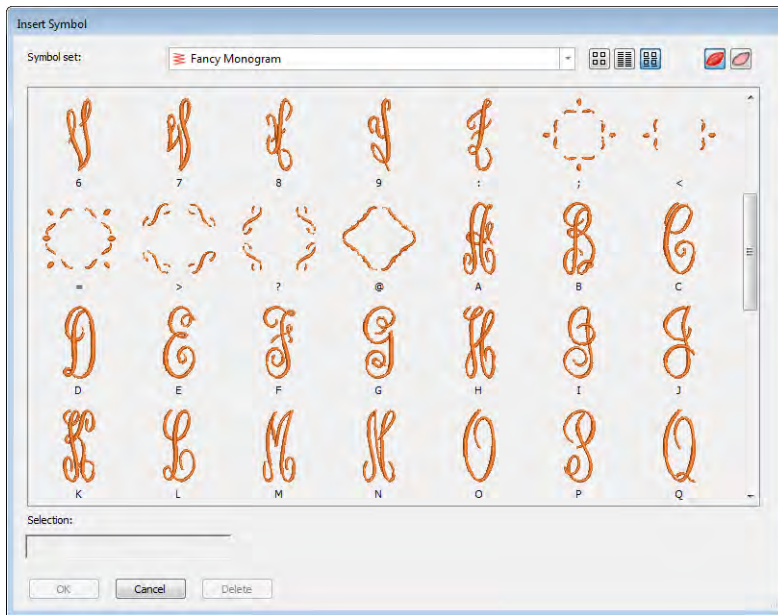 Insert Symbol
Symbol set: Fancy Monogram
6 7 8 9 : ; <
= > ? @ A B C
D E F G H I J
K L M N O P Q
Selection:
OK Cancel Delete